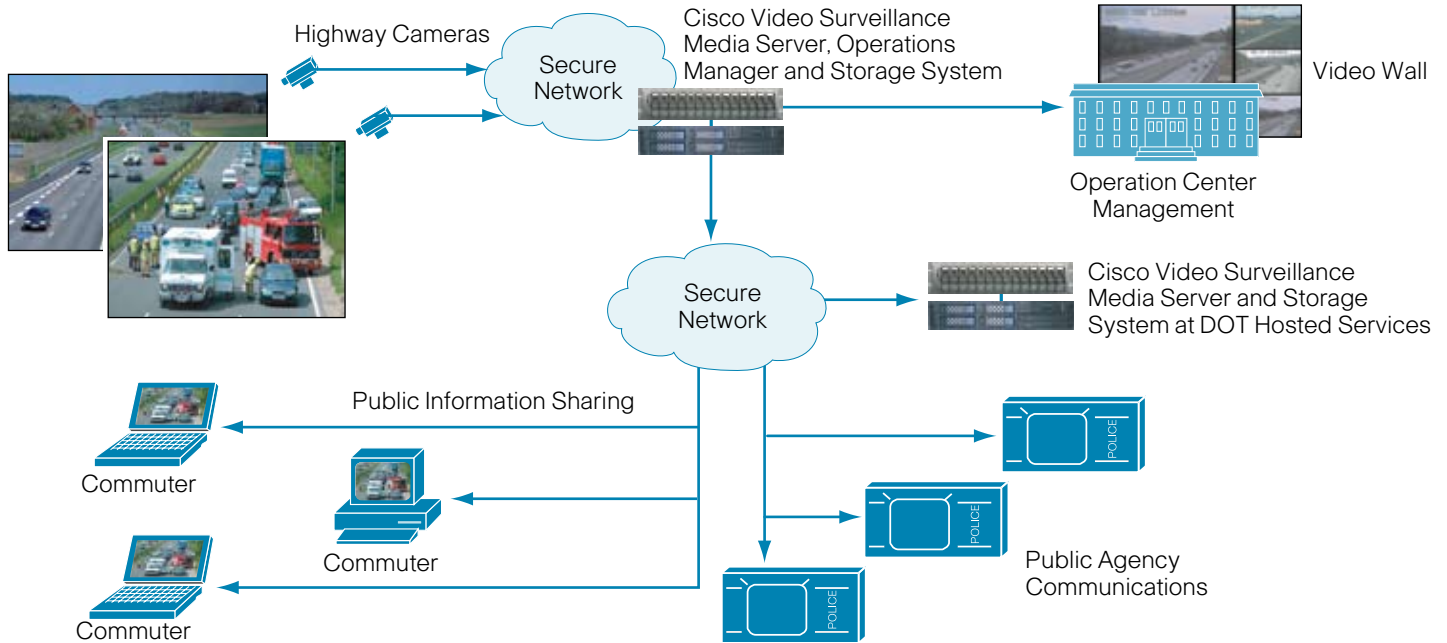 Highway Cameras
Secure
Network
Cisco Video Surveillance
Media Server, Operations
Manager and Storage System
Video Wall
Operation Center
Management
Secure
Network
Cisco Video Surveillance
Media Server and Storage
System at DOT Hosted Services
Public Information Sharing
Commuter
Commuter
Commuter
POLICE
POLICE
POLICE
Public Agency
Communications